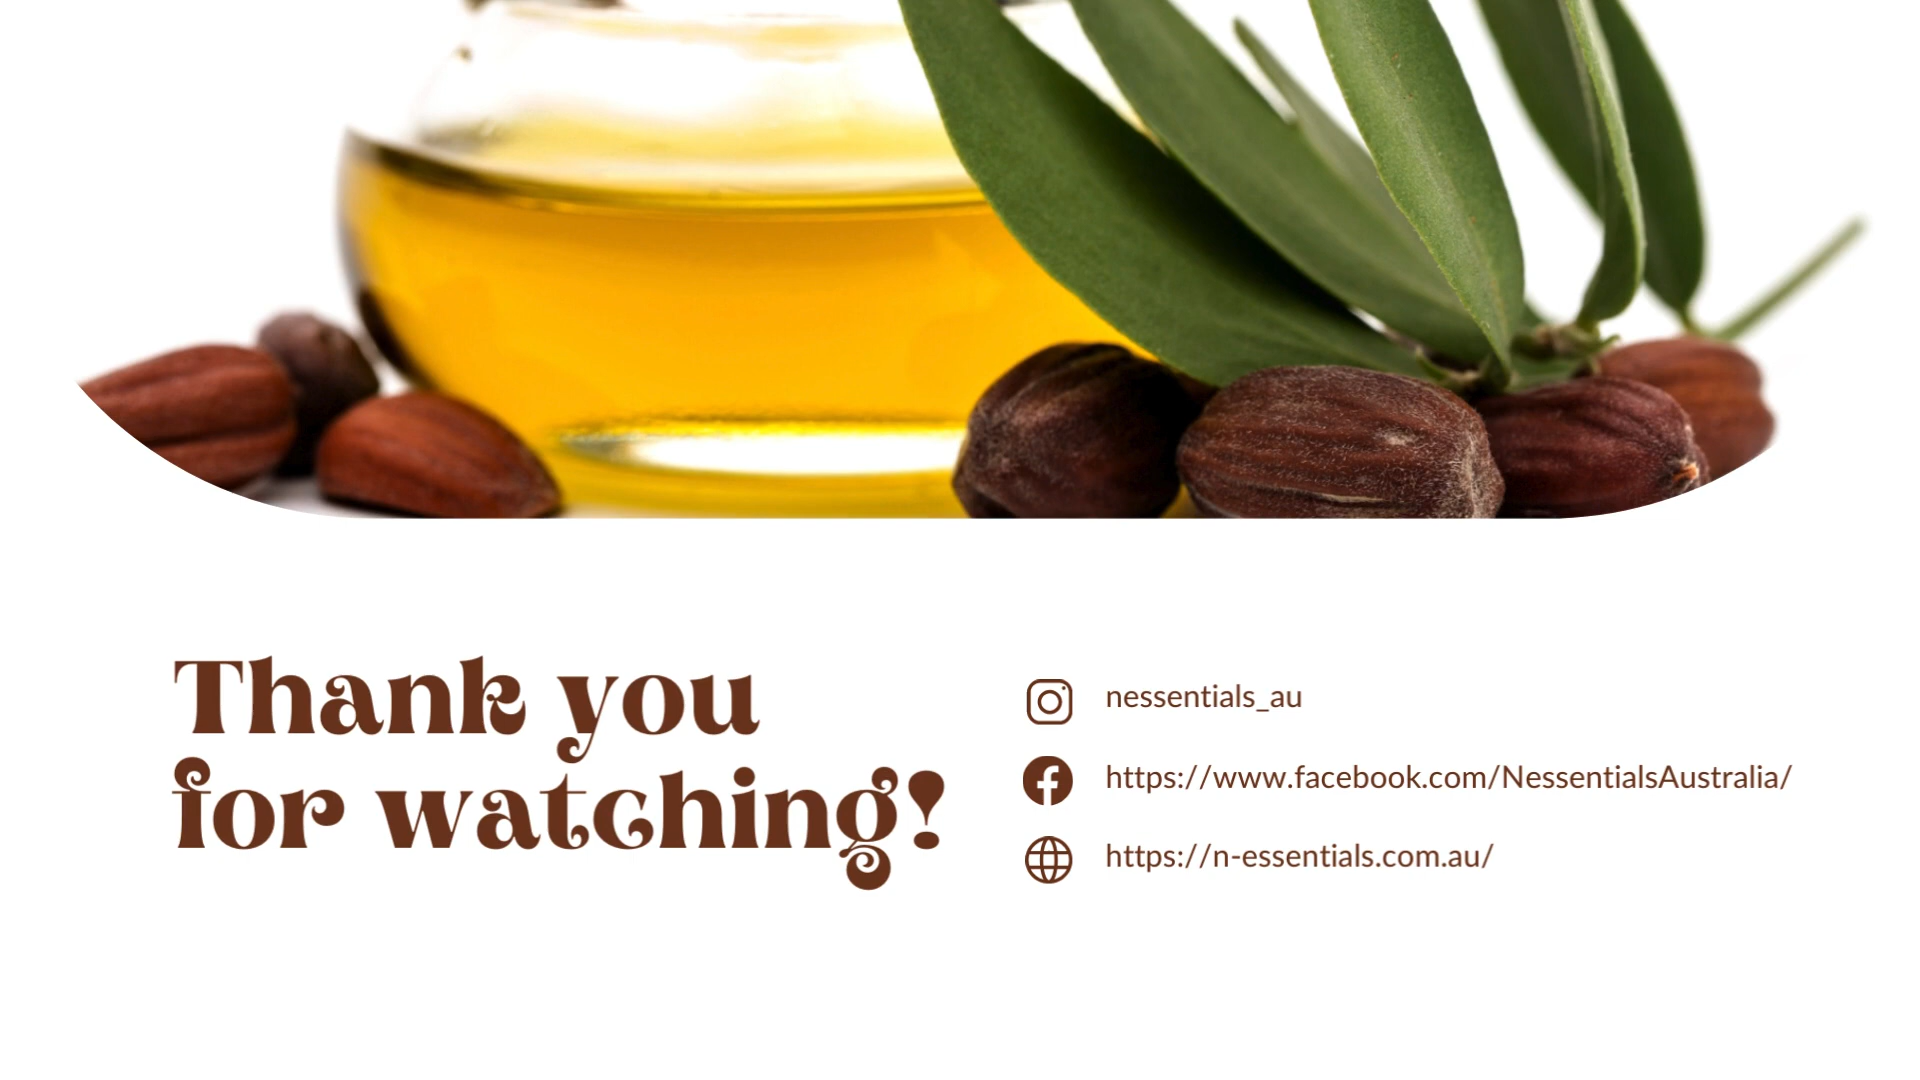 Thank you
for watching!
nessentials_au
https://www.facebook.com/NessentialsAustralia/
https://n-essentials.com.au/